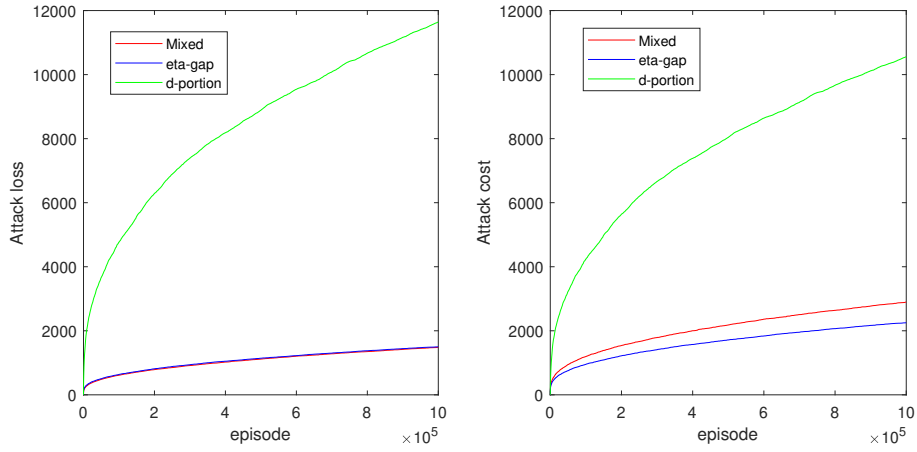 12000
10000
8000
6000
4000
2000
0
Attack loss
Mixed
eta-gap
d-portion
0 2 4 6 8 10
episode
×10^5
12000
10000
8000
6000
4000
2000
0
Attack cost
Mixed
eta-gap
d-portion
0 2 4 6 8 10
episode
×10^5